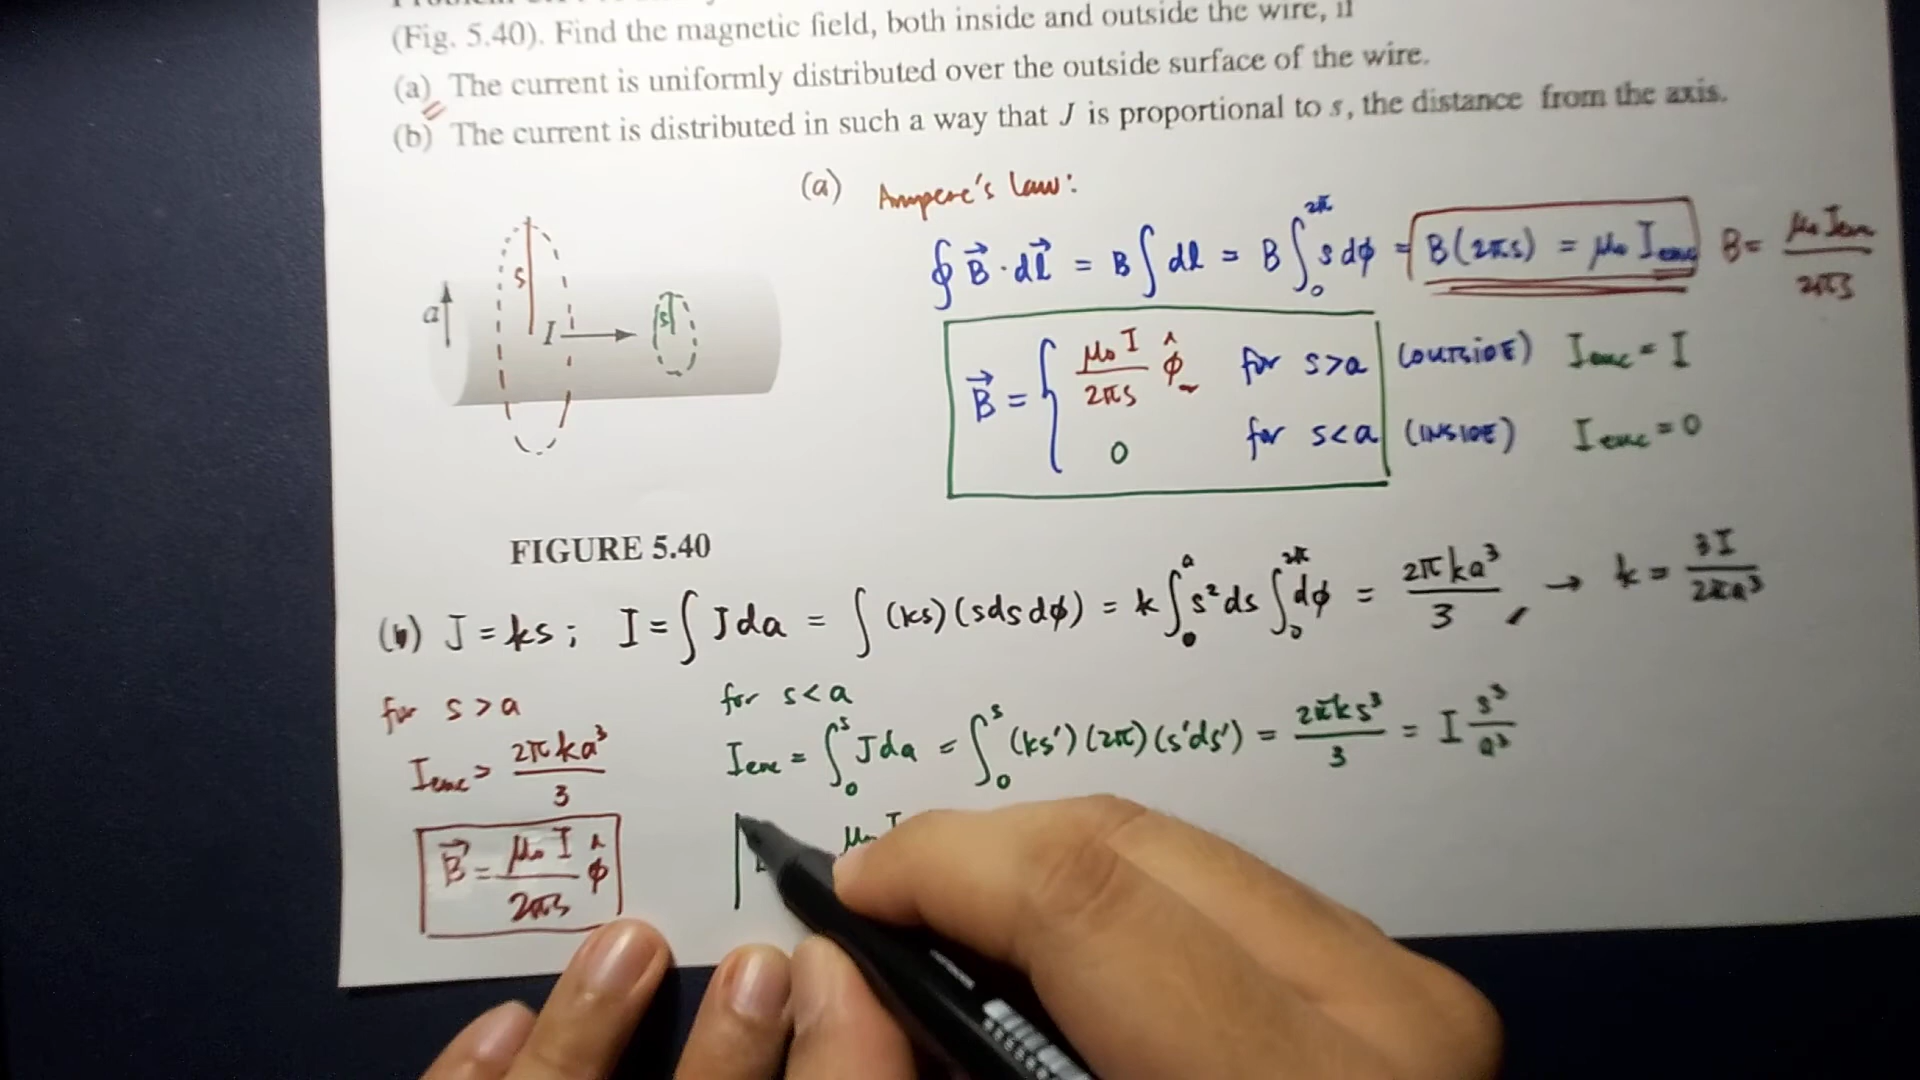 (Fig. 5.40). Find the magnetic field, both inside and outside the wire, if
(a) The current is uniformly distributed over the outside surface of the wire.
(b) The current is distributed in such a way that J is proportional to s, the distance from the axis.
(a) Ampere's law:
∮ B⃗ · dl⃗ = B ∫ dl = B ∫₀^{2π} s dϕ = B(2πs) = μ₀ I_enc B = μ₀ I_enc / 2πs
B⃗ = { μ₀ I / 2πs ϕ̂ for s > a (OUTSIDE) I_enc = I
0 for s < a (INSIDE) I_enc = 0
a
s
I
s
FIGURE 5.40
(b) J = ks ; I = ∫ J da = ∫ (ks)(s ds dϕ) = k ∫₀^a s² ds ∫₀^{2π} dϕ = 2πka³ / 3 , → k = 3I / 2πa³
for s > a
I_enc = 2πka³ / 3
B⃗ = μ₀ I / 2πs ϕ̂
for s < a
I_enc = ∫₀^s J da = ∫₀^s (ks')(2π)(s'ds') = 2πks³ / 3 = I s³ / a³
μ₀ I